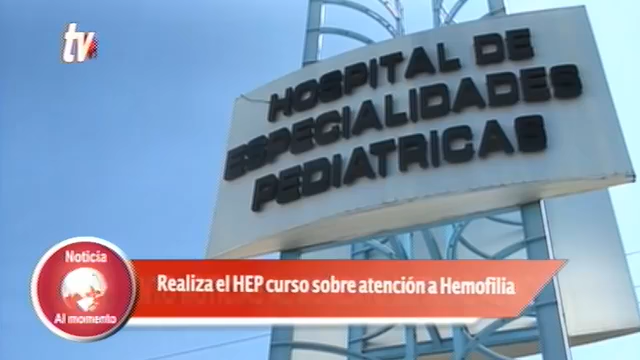 tv
HOSPITAL DE
ESPECIALIDADES
PEDIATRICAS
Noticia
Al momento
Realiza el HEP curso sobre atención a Hemofilia